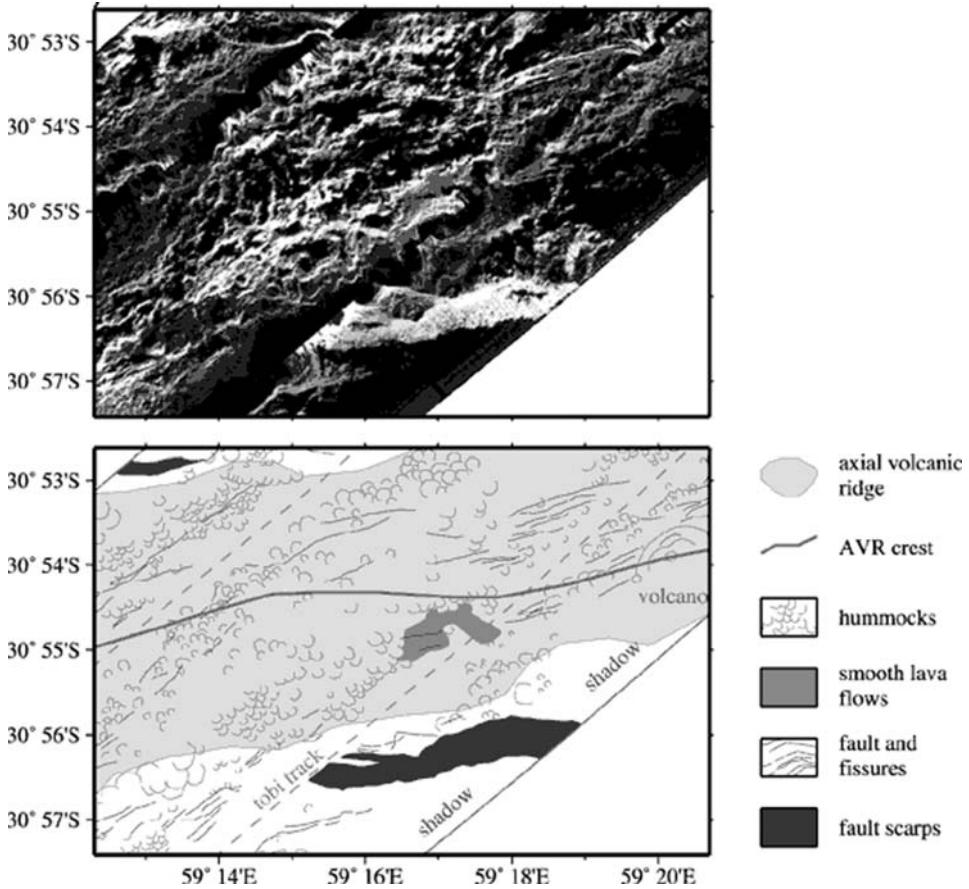 30° 53'S
30° 54'S
30° 55'S
30° 56'S
30° 57'S
30° 53'S
30° 54'S
30° 55'S
30° 56'S
30° 57'S
volcano
shadow
tobi track
shadow
59° 14'E
59° 16'E
59° 18'E
59° 20'E
axial volcanic
ridge
AVR crest
hummocks
smooth lava
flows
fault and
fissures
fault scarps